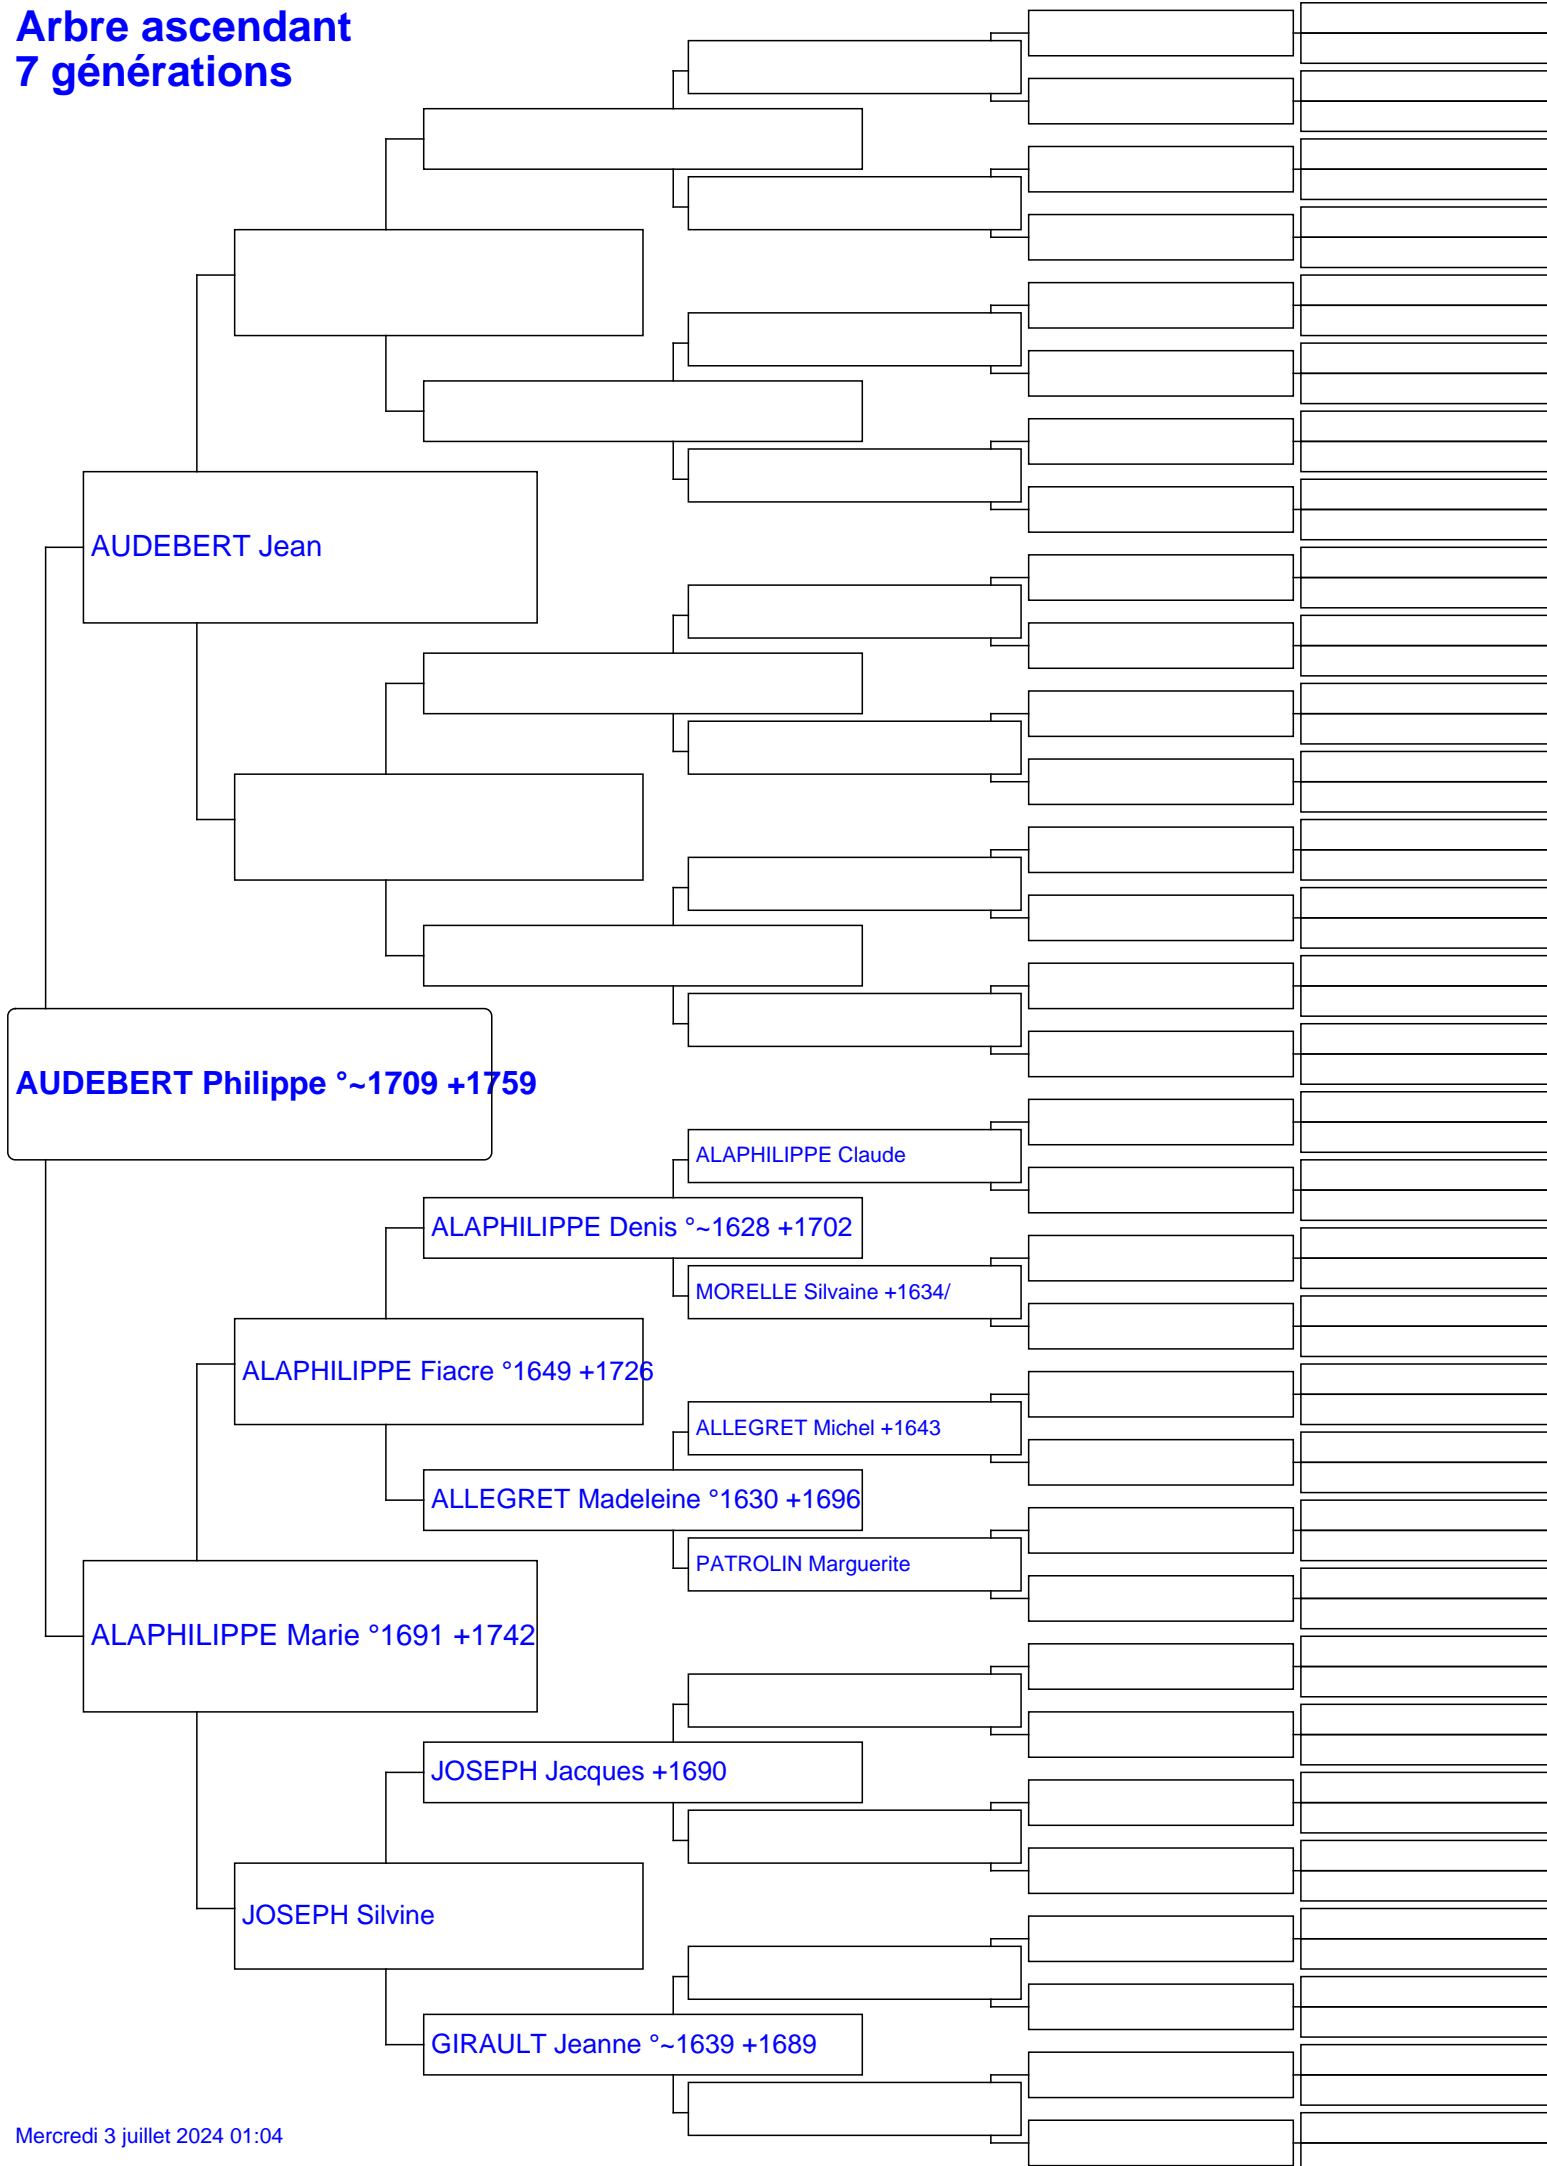 Arbre ascendant
7 générations
AUDEBERT Jean
AUDEBERT Philippe °~1709 +1759
ALAPHILIPPE Claude
ALAPHILIPPE Denis °~1628 +1702
MORELLE Silvaine +1634/
ALAPHILIPPE Fiacre °1649 +1726
ALLEGRET Michel +1643
ALLEGRET Madeleine °1630 +1696
PATROLIN Marguerite
ALAPHILIPPE Marie °1691 +1742
JOSEPH Jacques +1690
JOSEPH Silvine
GIRAULT Jeanne °~1639 +1689
Mercredi 3 juillet 2024 01:04